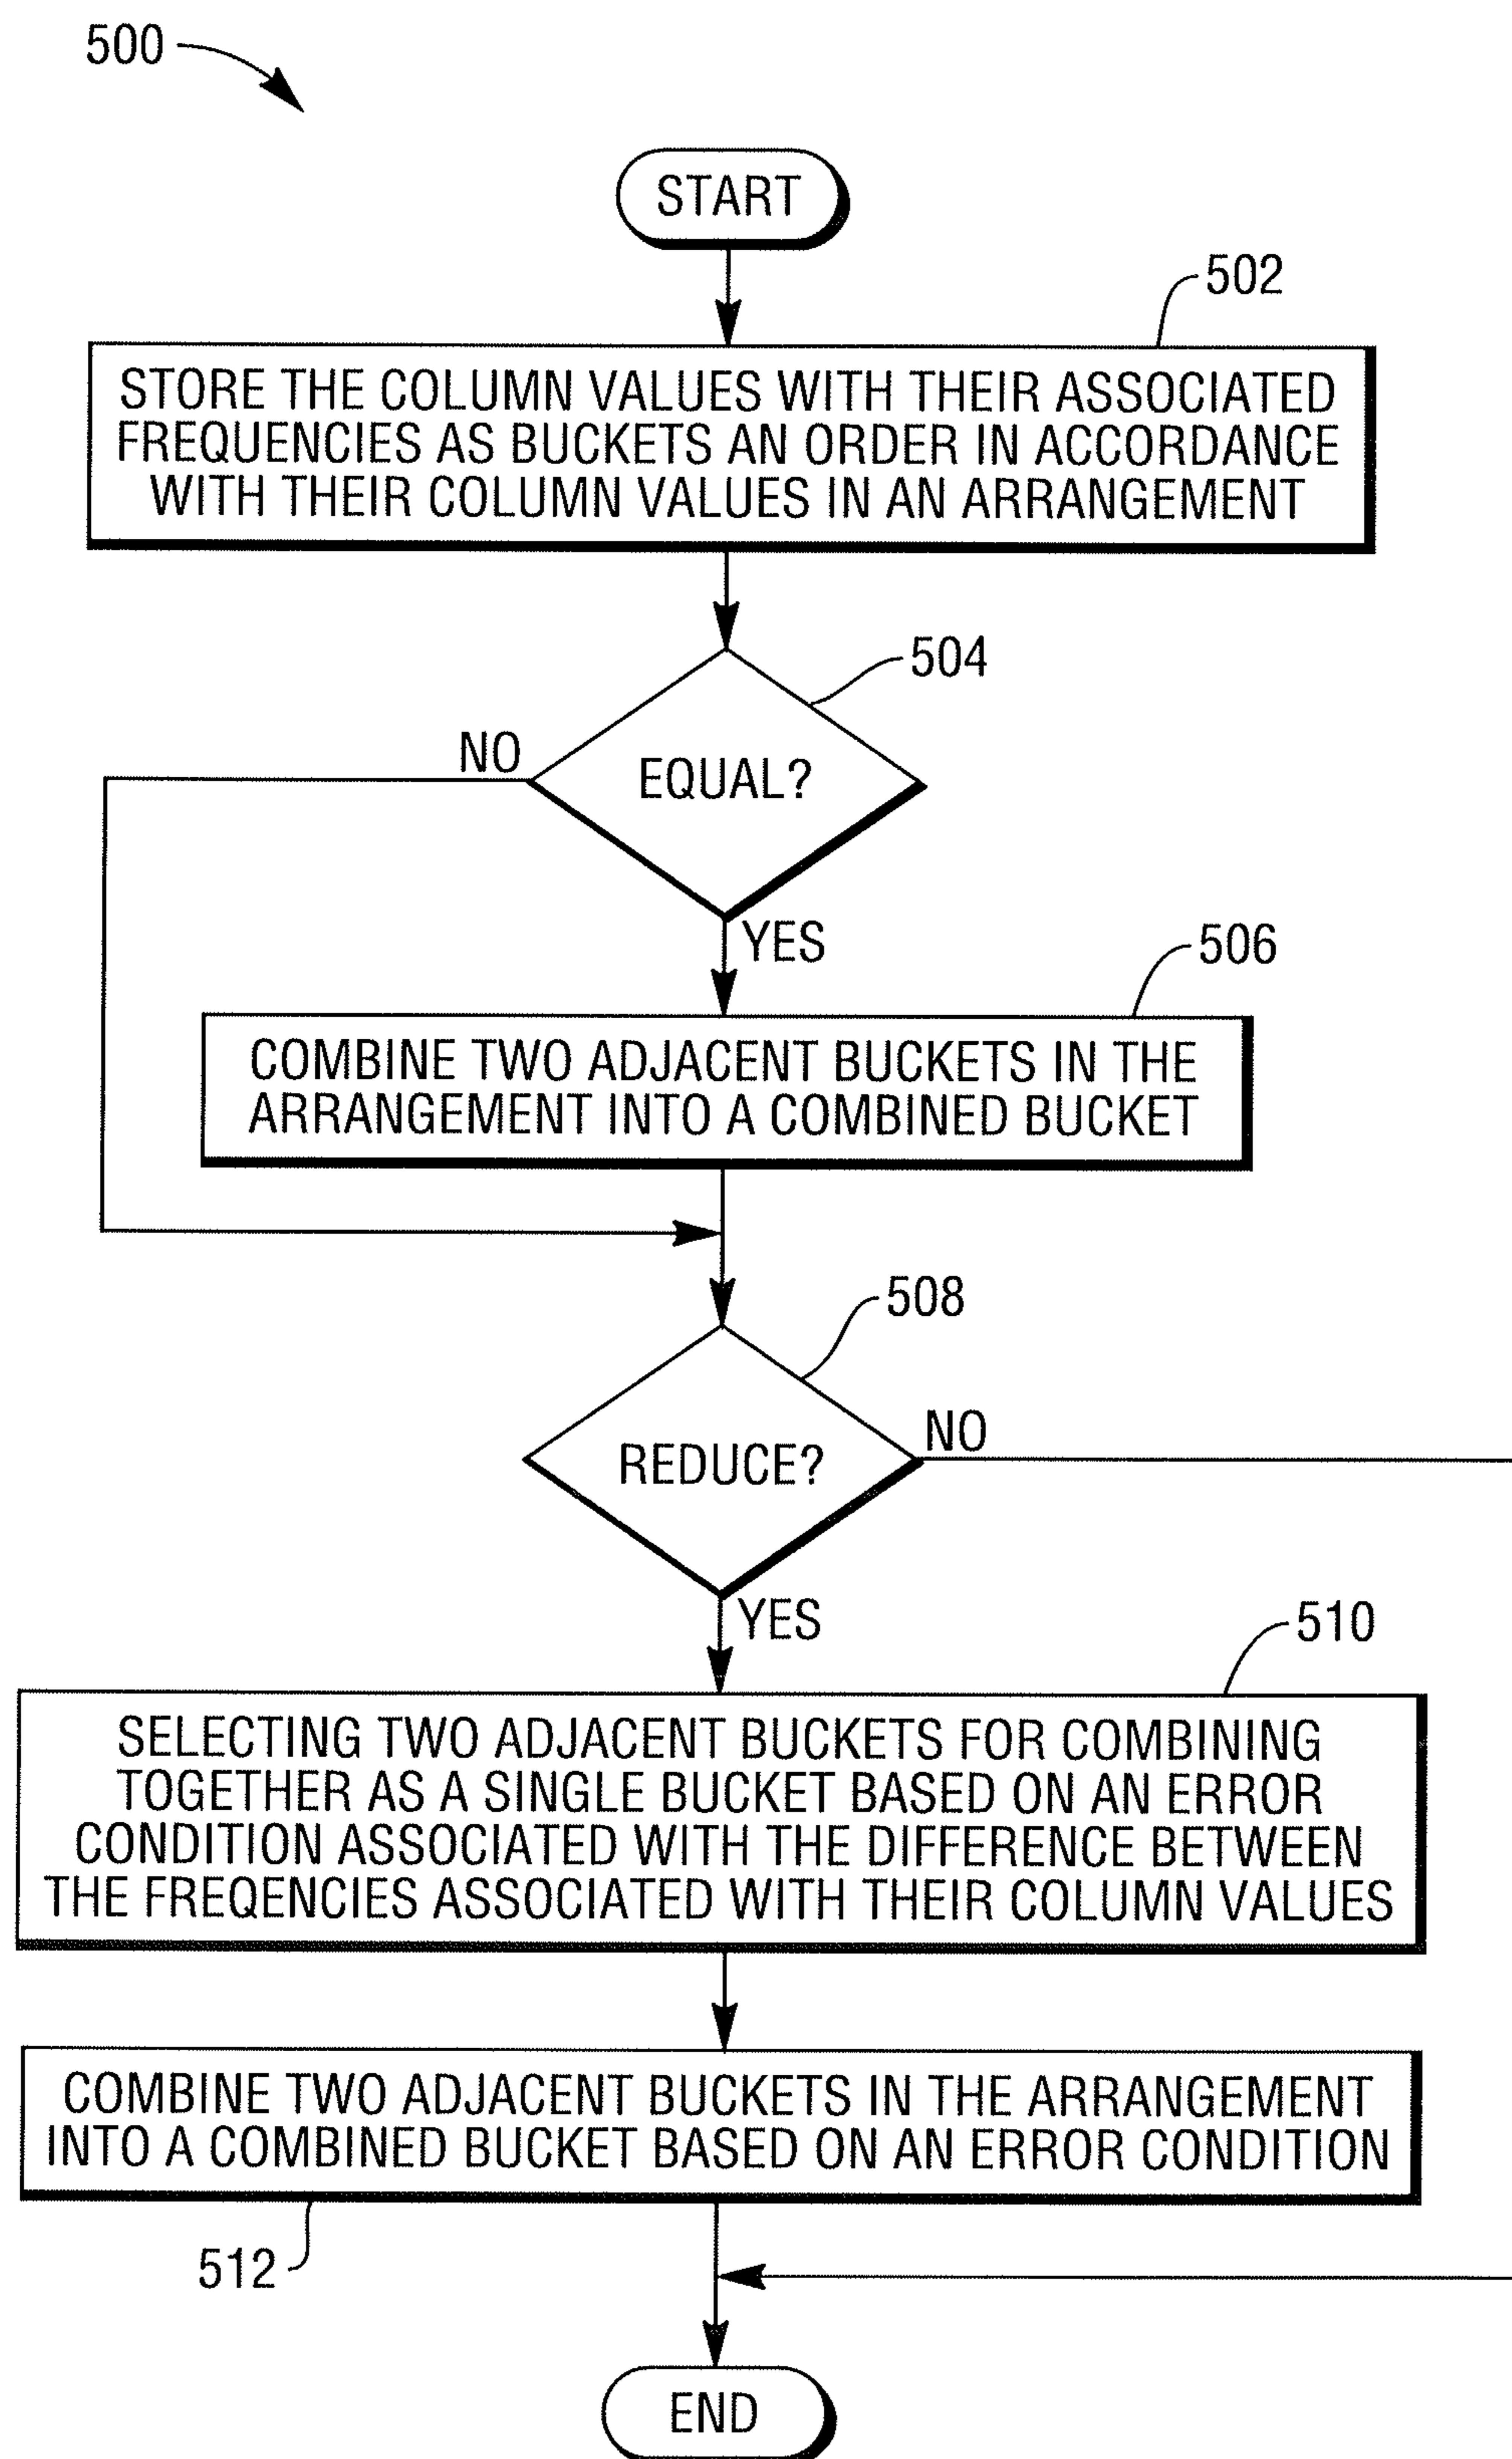 500
START
502
STORE THE COLUMN VALUES WITH THEIR ASSOCIATED
FREQUENCIES AS BUCKETS AN ORDER IN ACCORDANCE
WITH THEIR COLUMN VALUES IN AN ARRANGEMENT
504
NO
EQUAL?
YES
506
COMBINE TWO ADJACENT BUCKETS IN THE
ARRANGEMENT INTO A COMBINED BUCKET
508
NO
REDUCE?
YES
510
SELECTING TWO ADJACENT BUCKETS FOR COMBINING
TOGETHER AS A SINGLE BUCKET BASED ON AN ERROR
CONDITION ASSOCIATED WITH THE DIFFERENCE BETWEEN
THE FREQENCIES ASSOCIATED WITH THEIR COLUMN VALUES
COMBINE TWO ADJACENT BUCKETS IN THE ARRANGEMENT
INTO A COMBINED BUCKET BASED ON AN ERROR CONDITION
512
END